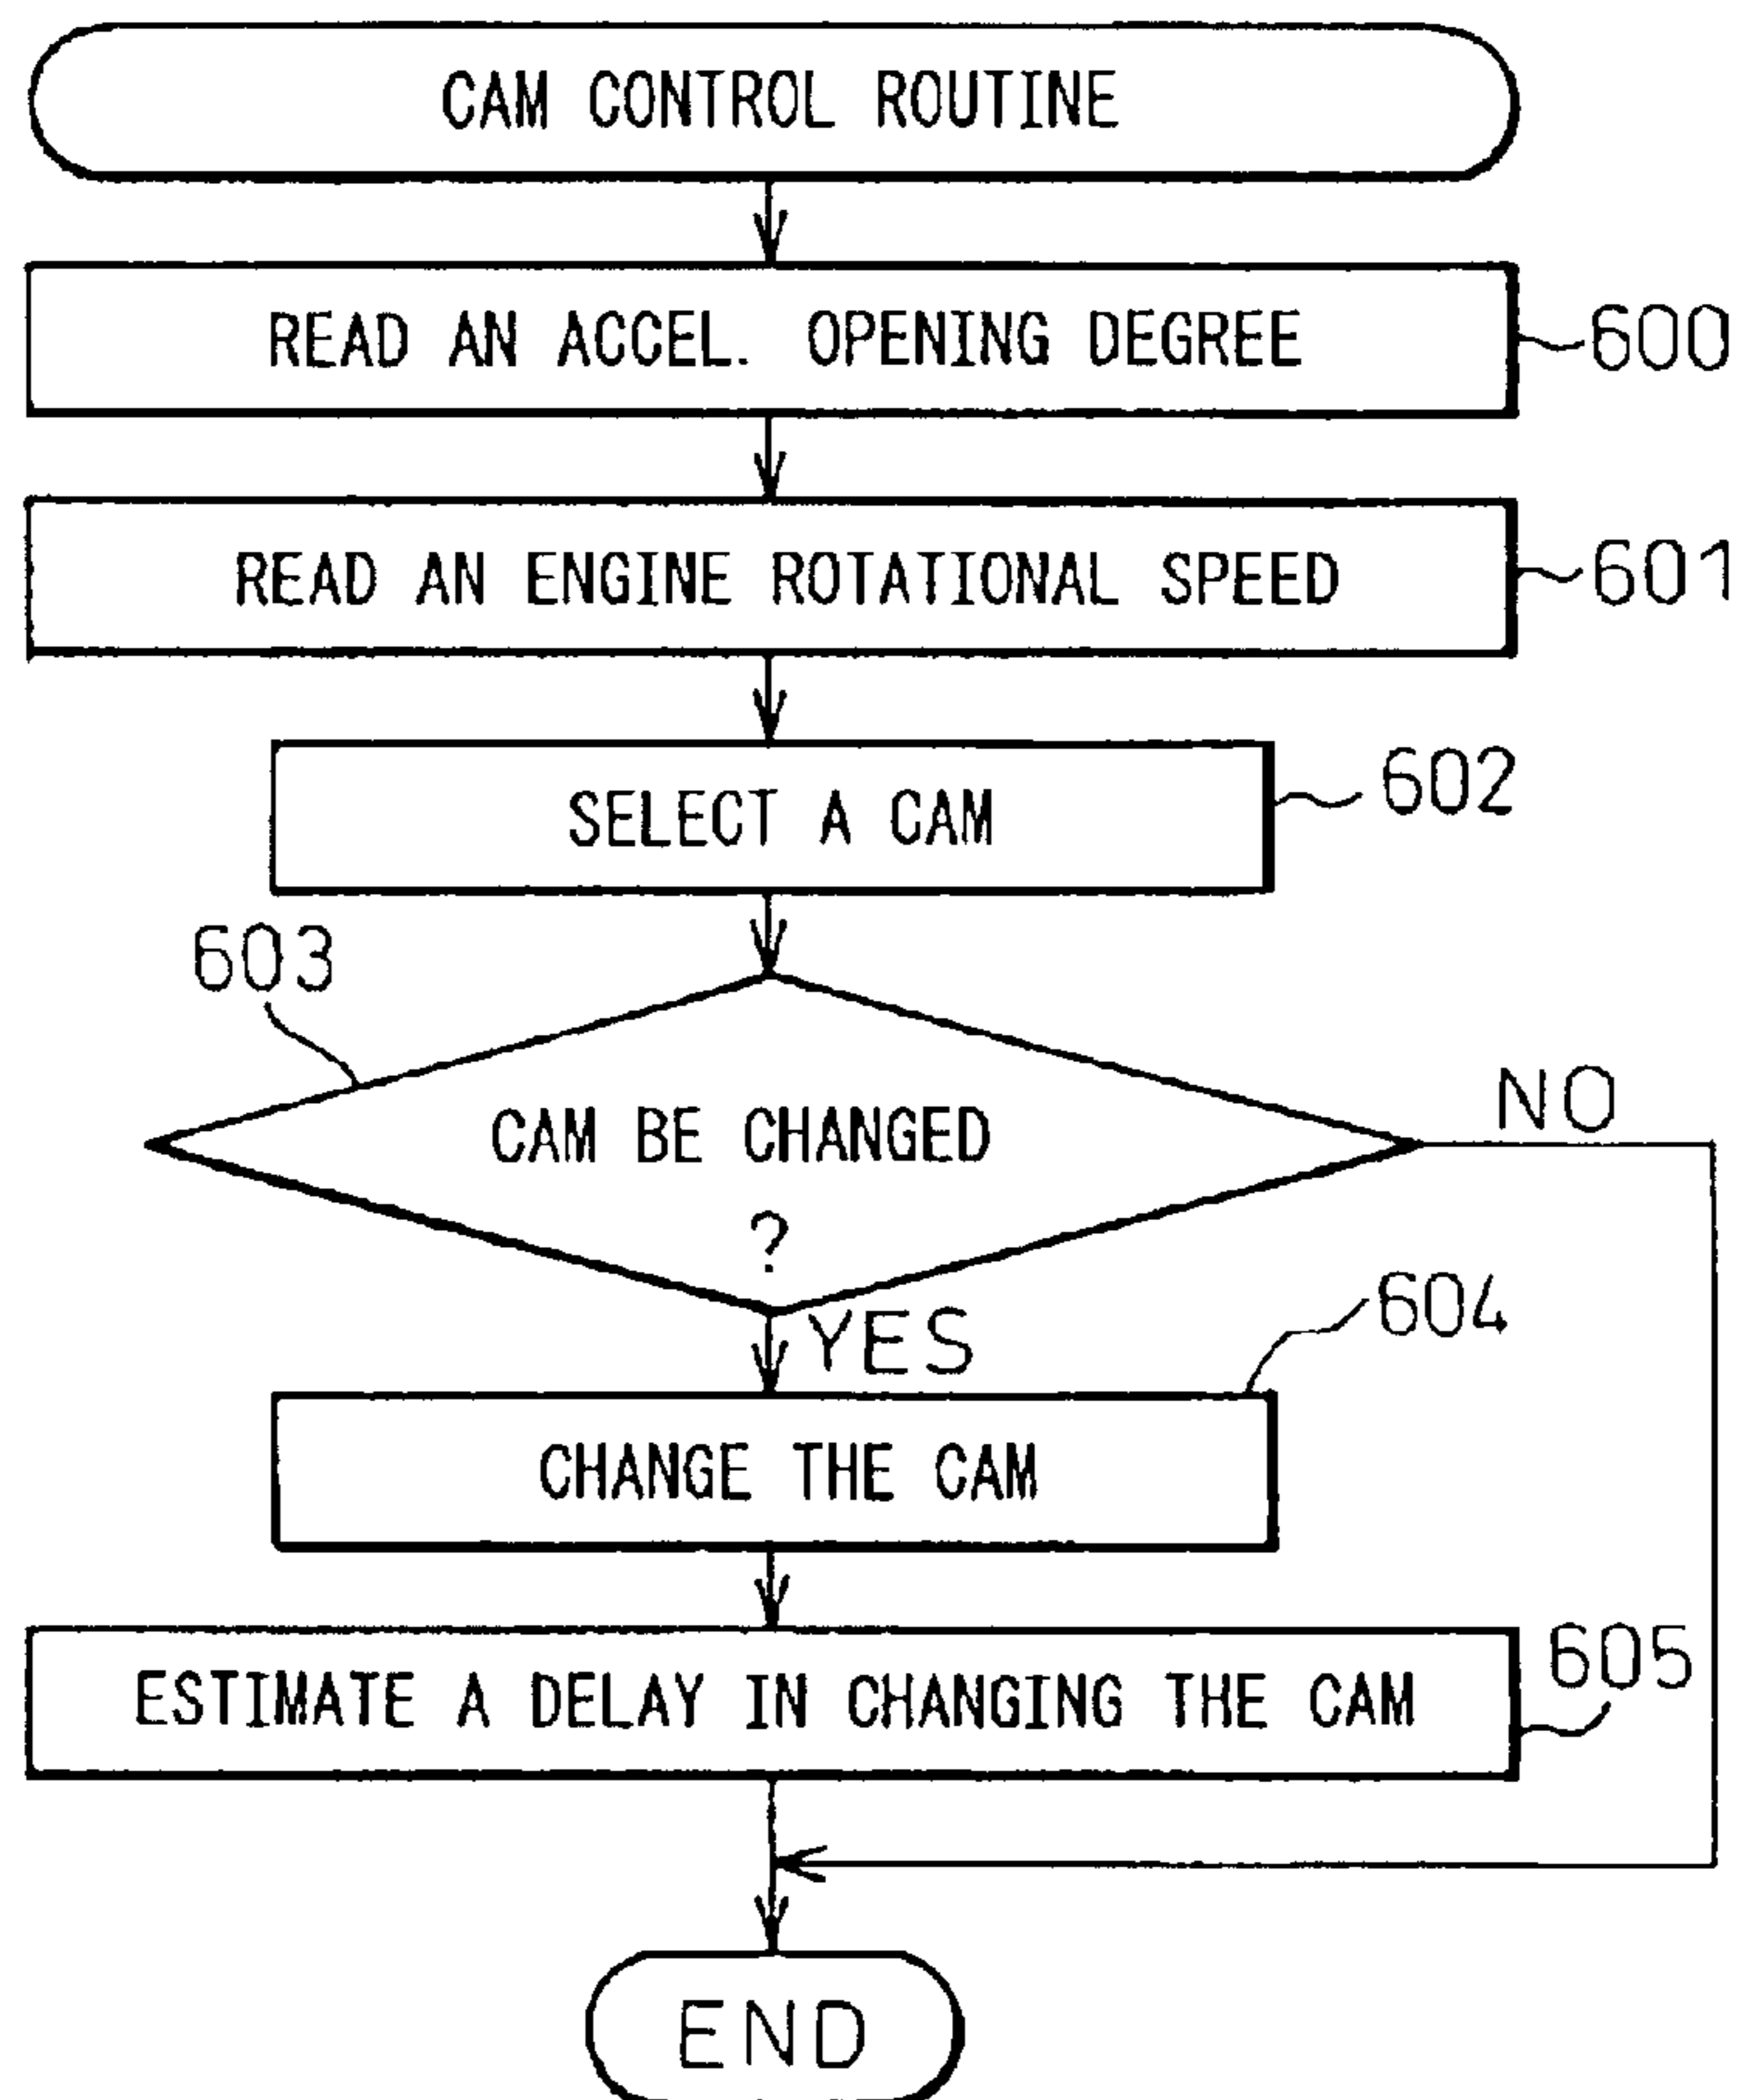 CAM CONTROL ROUTINE
READ AN ACCEL. OPENING DEGREE
600
READ AN ENGINE ROTATIONAL SPEED
601
SELECT A CAM
602
603
CAM BE CHANGED
?
NO
YES
604
CHANGE THE CAM
ESTIMATE A DELAY IN CHANGING THE CAM
605
END